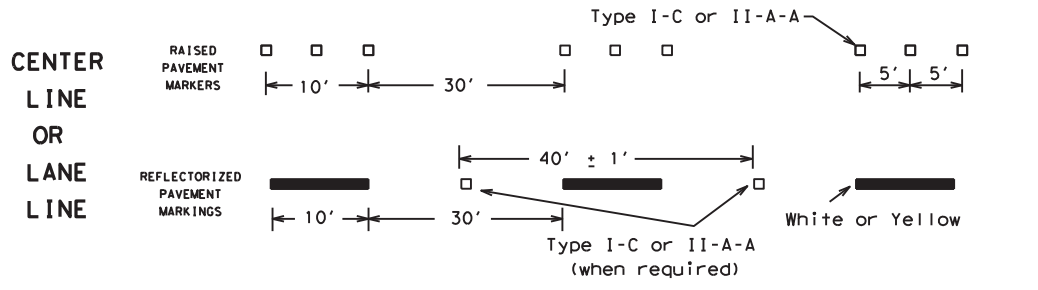 Type I-C or II-A-A
CENTER
LINE
OR
LANE
LINE
RAISED
PAVEMENT
MARKERS
10'
30'
5'
5'
40' ± 1'
REFLECTORIZED
PAVEMENT
MARKINGS
10'
30'
White or Yellow
Type I-C or II-A-A
(when required)